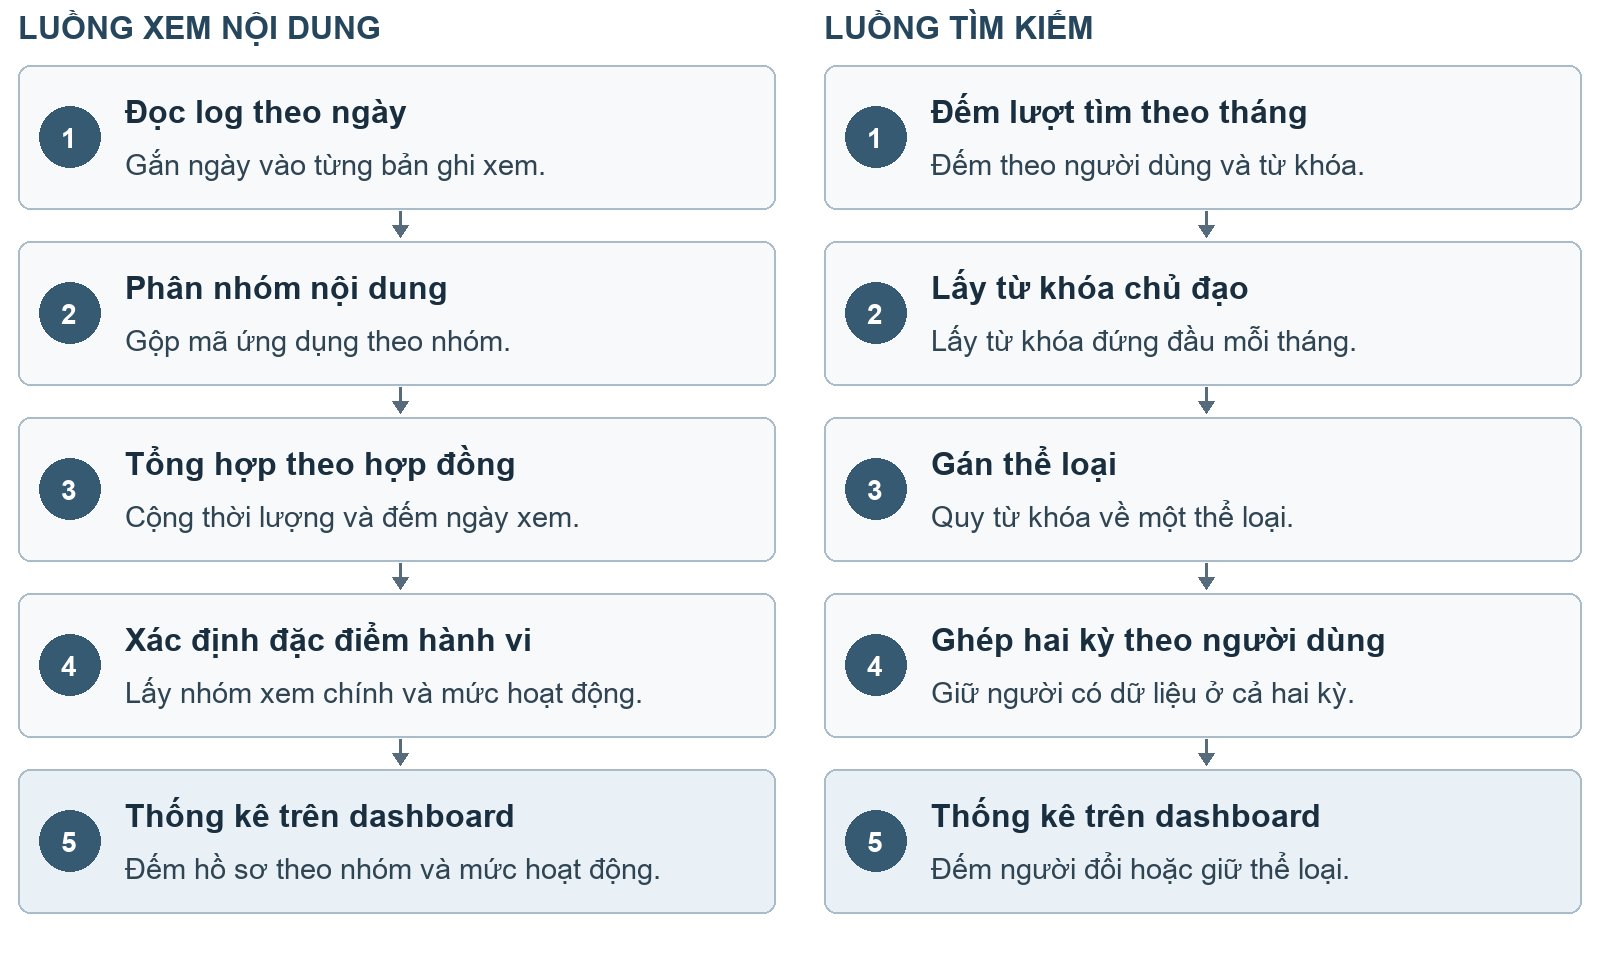 LUỒNG XEM NỘI DUNG
1
Đọc log theo ngày
Gắn ngày vào từng bản ghi xem.
2
Phân nhóm nội dung
Gộp mã ứng dụng theo nhóm.
3
Tổng hợp theo hợp đồng
Cộng thời lượng và đếm ngày xem.
4
Xác định đặc điểm hành vi
Lấy nhóm xem chính và mức hoạt động.
5
Thống kê trên dashboard
Đếm hồ sơ theo nhóm và mức hoạt động.
LUỒNG TÌM KIẾM
1
Đếm lượt tìm theo tháng
Đếm theo người dùng và từ khóa.
2
Lấy từ khóa chủ đạo
Lấy từ khóa đứng đầu mỗi tháng.
3
Gán thể loại
Quy từ khóa về một thể loại.
4
Ghép hai kỳ theo người dùng
Giữ người có dữ liệu ở cả hai kỳ.
5
Thống kê trên dashboard
Đếm người đổi hoặc giữ thể loại.